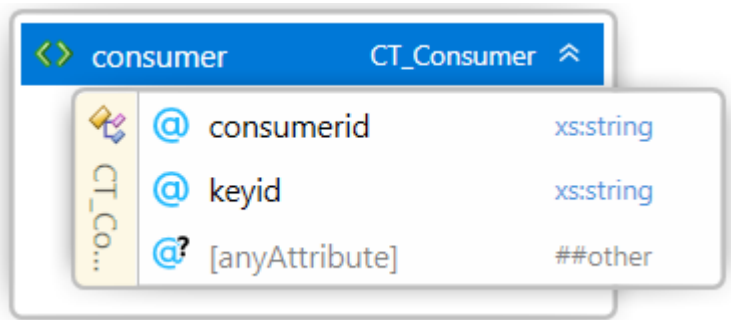 consumer CT_Consumer
@ consumerid xs:string
@ keyid xs:string
@? [anyAttribute] ##other
CT_Co...